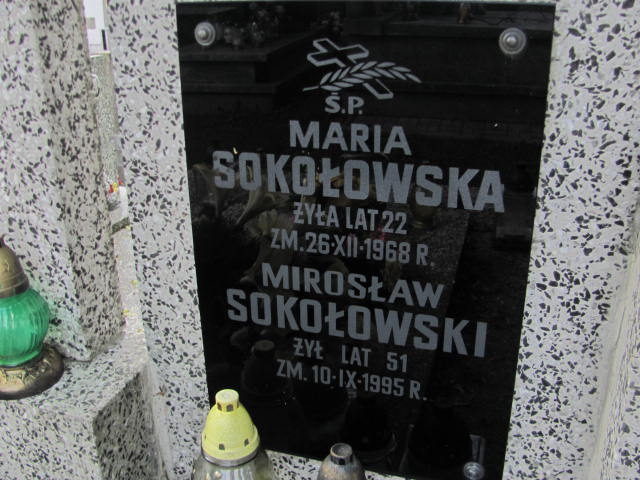 Ś.P.
MARIA
SOKOŁOWSKA
ŻYŁA LAT 22
ZM. 26·XII·1968 R.
MIROSŁAW
SOKOŁOWSKI
ŻYŁ LAT 51
ZM. 10·IX·1995 R.